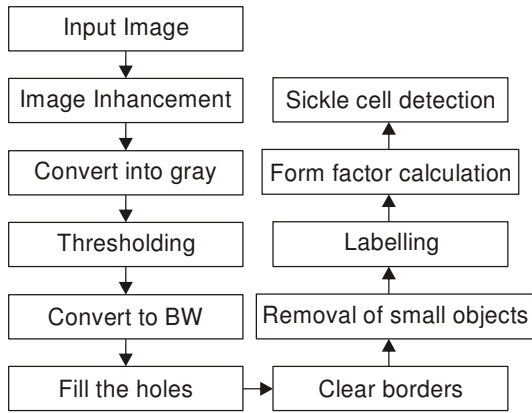 Input Image
Image Inhancement
Convert into gray
Thresholding
Convert to BW
Fill the holes
Clear borders
Removal of small objects
Labelling
Form factor calculation
Sickle cell detection